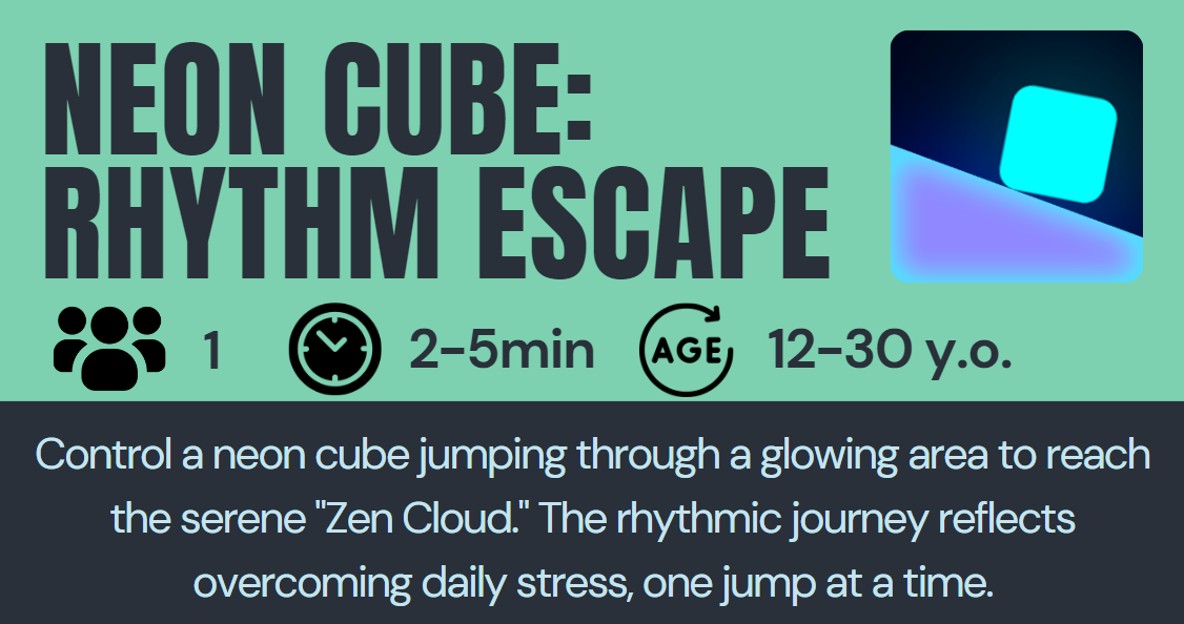 NEON CUBE:
RHYTHM ESCAPE
1
2-5min
AGE
12-30 y.o.
Control a neon cube jumping through a glowing area to reach
the serene "Zen Cloud." The rhythmic journey reflects
overcoming daily stress, one jump at a time.